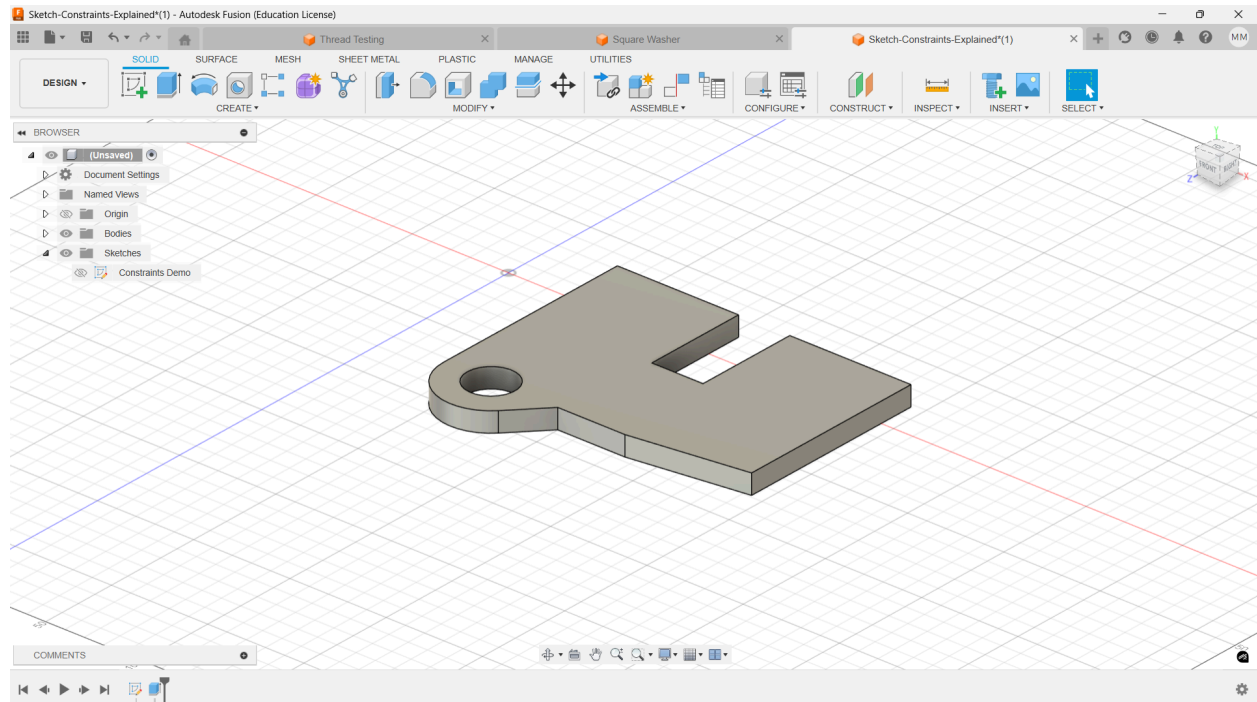 Sketch-Constraints-Explained*(1) - Autodesk Fusion (Education License)
Thread Testing
Square Washer
Sketch-Constraints-Explained*(1)
MM
SOLID SURFACE MESH SHEET METAL PLASTIC MANAGE UTILITIES
DESIGN
CREATE MODIFY ASSEMBLE CONFIGURE CONSTRUCT INSPECT INSERT SELECT
BROWSER
(Unsaved)
Document Settings
Named Views
Origin
Bodies
Sketches
Constraints Demo
Y
FRONT RIGHT
Z X
50
COMMENTS